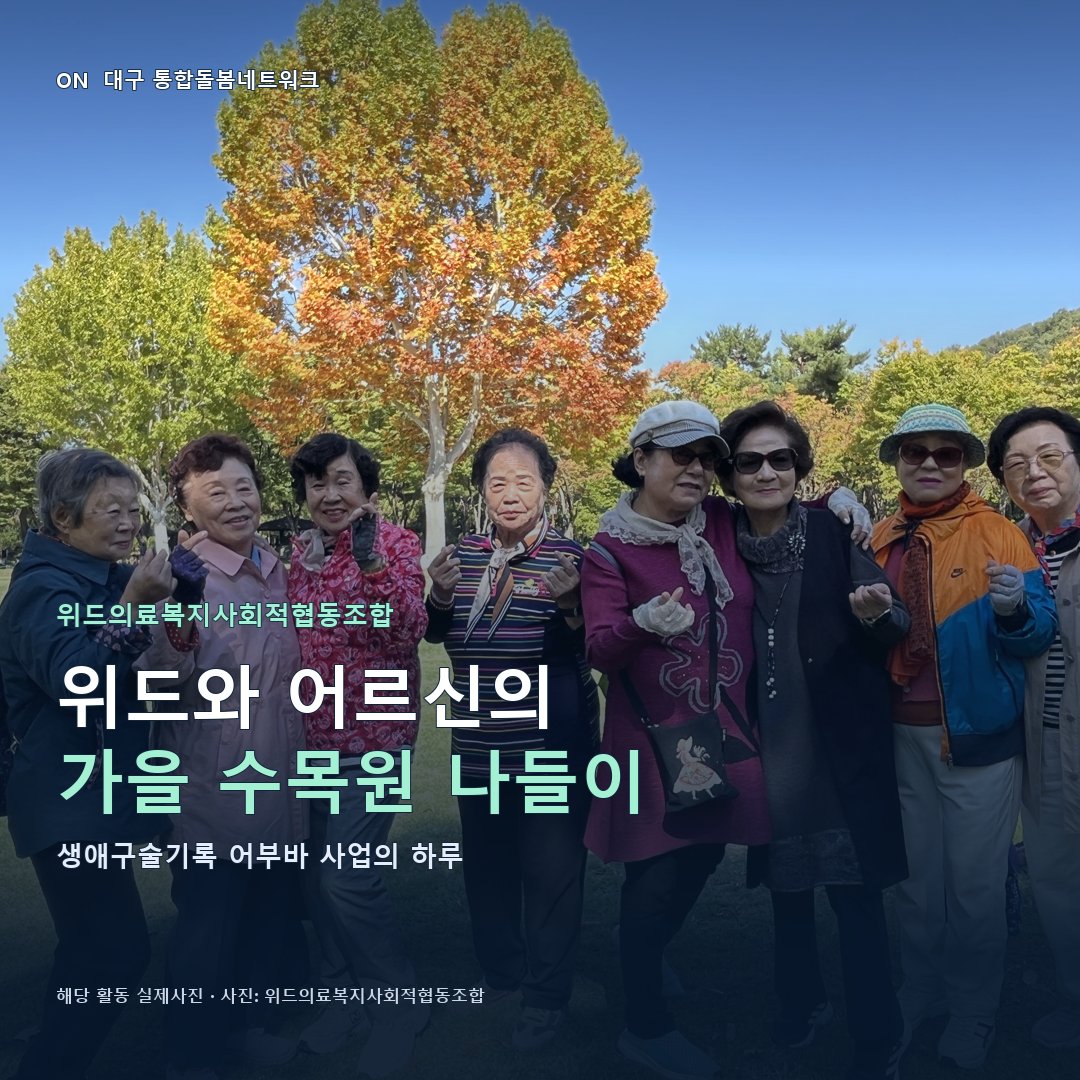 ON 대구 통합돌봄네트워크
위드의료복지사회적협동조합
위드와 어르신의
가을 수목원 나들이
생애구술기록 어부바 사업의 하루
해당 활동 실제사진 · 사진: 위드의료복지사회적협동조합